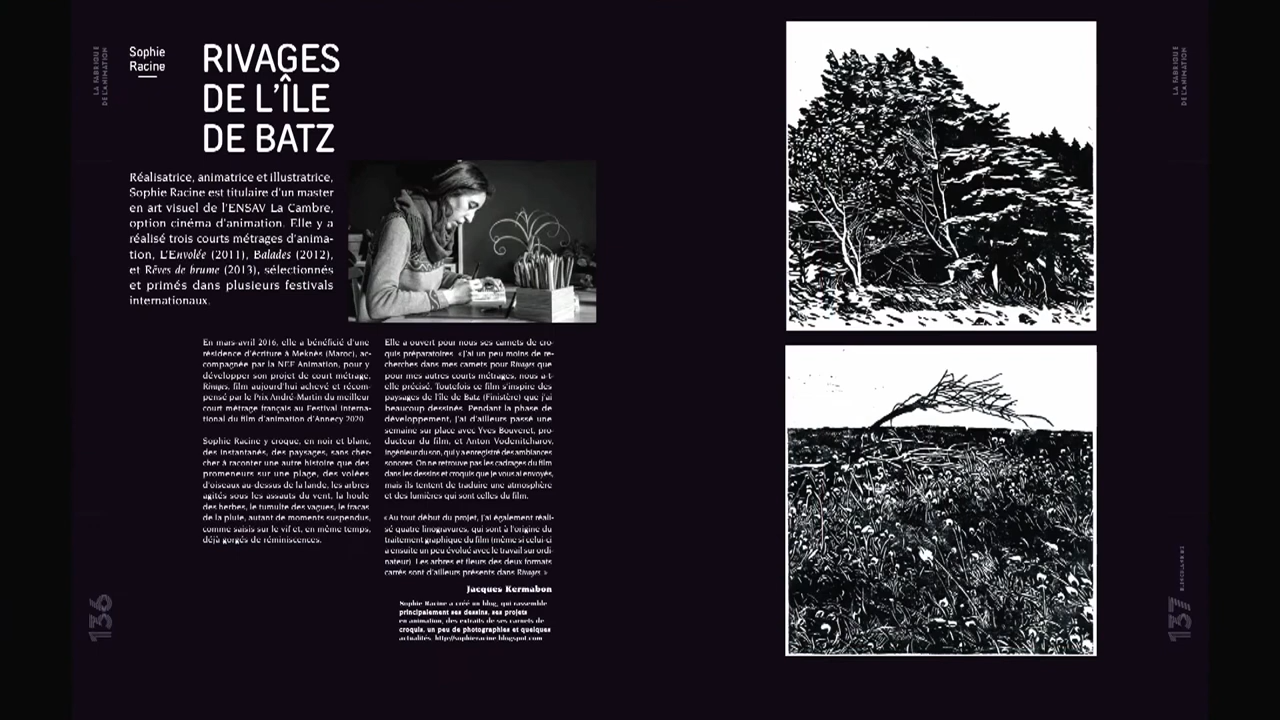 LA FABRIQUE
DE L'ANIMATION
Sophie
Racine
RIVAGES
DE L'ÎLE
DE BATZ
Réalisatrice, animatrice et illustratrice,
Sophie Racine est titulaire d'un master
en art visuel de l'ENSAV La Cambre,
option cinéma d'animation. Elle y a
réalisé trois courts métrages d'anima-
tion, L'Envolée (2011), Balades (2012),
et Rêves de brume (2013), sélectionnés
et primés dans plusieurs festivals
internationaux.
En mars-avril 2016, elle a bénéficié d'une
résidence d'écriture à Meknès (Maroc), ac-
compagnée par la NEF Animation, pour y
développer son projet de court métrage,
Rivages, film aujourd'hui achevé et récom-
pensé par le Prix André-Martin du meilleur
court métrage français au Festival interna-
tional du film d'animation d'Annecy 2020.
Sophie Racine y croque, en noir et blanc,
des instantanés, des paysages, sans cher-
cher à raconter une autre histoire que des
promeneurs sur une plage, des volées
d'oiseaux au-dessus de la lande, les arbres
agités sous les assauts du vent, la houle
des herbes, le tumulte des vagues, le fracas
de la pluie, autant de moments suspendus,
comme saisis sur le vif et, en même temps,
déjà gorgés de réminiscences.
Elle a ouvert pour nous ses carnets de cro-
quis préparatoires. « J'ai un peu moins de re-
cherches dans mes carnets pour Rivages que
pour mes autres courts métrages, nous a-t-
elle précisé. Toutefois ce film s'inspire des
paysages de l'île de Batz (Finistère) que j'ai
beaucoup dessinés. Pendant la phase de
développement, j'ai d'ailleurs passé une
semaine sur place avec Yves Bouveret, pro-
ducteur du film, et Anton Vodenitcharov,
ingénieur du son, qui y a enregistré des ambiances
sonores. On ne retrouve pas les cadrages du film
dans les dessins et croquis que je vous ai envoyés,
mais ils tentent de traduire une atmosphère
et des lumières qui sont celles du film.
« Au tout début du projet, j'ai également réali-
sé quatre linogravures, qui sont à l'origine du
traitement graphique du film (même si celui-ci
a ensuite un peu évolué avec le travail sur ordi-
nateur). Les arbres et fleurs des deux formats
carrés sont d'ailleurs présents dans Rivages. »
Jacques Kermabon
Sophie Racine a créé un blog, qui rassemble
principalement ses dessins, ses projets
en animation, des extraits de ses carnets de
croquis, un peu de photographies et quelques
actualités. http://sophieracine.blogspot.com
136
LA FABRIQUE
DE L'ANIMATION
137